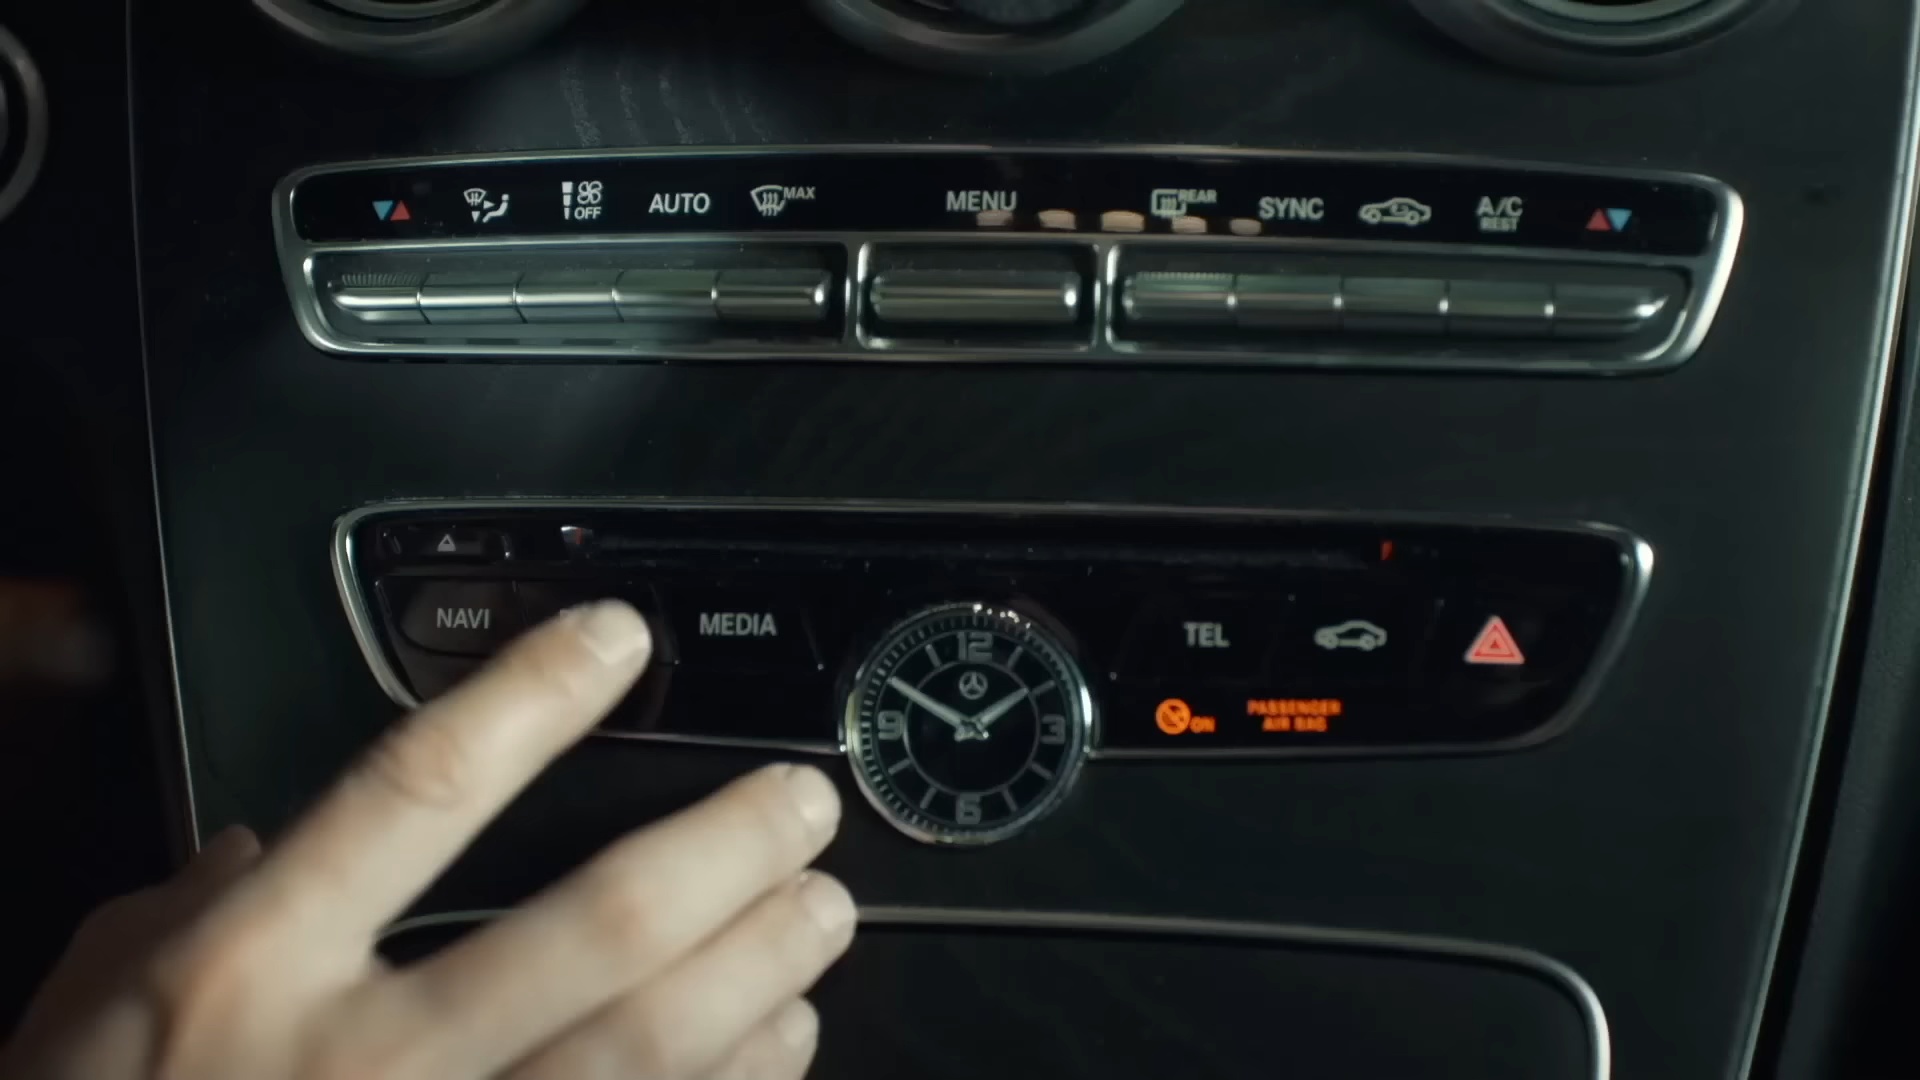 OFF
AUTO
MAX
MENU
REAR
SYNC
A/C
REST
NAVI
MEDIA
TEL
12
9
3
6
ON
PASSENGER
AIR BAG